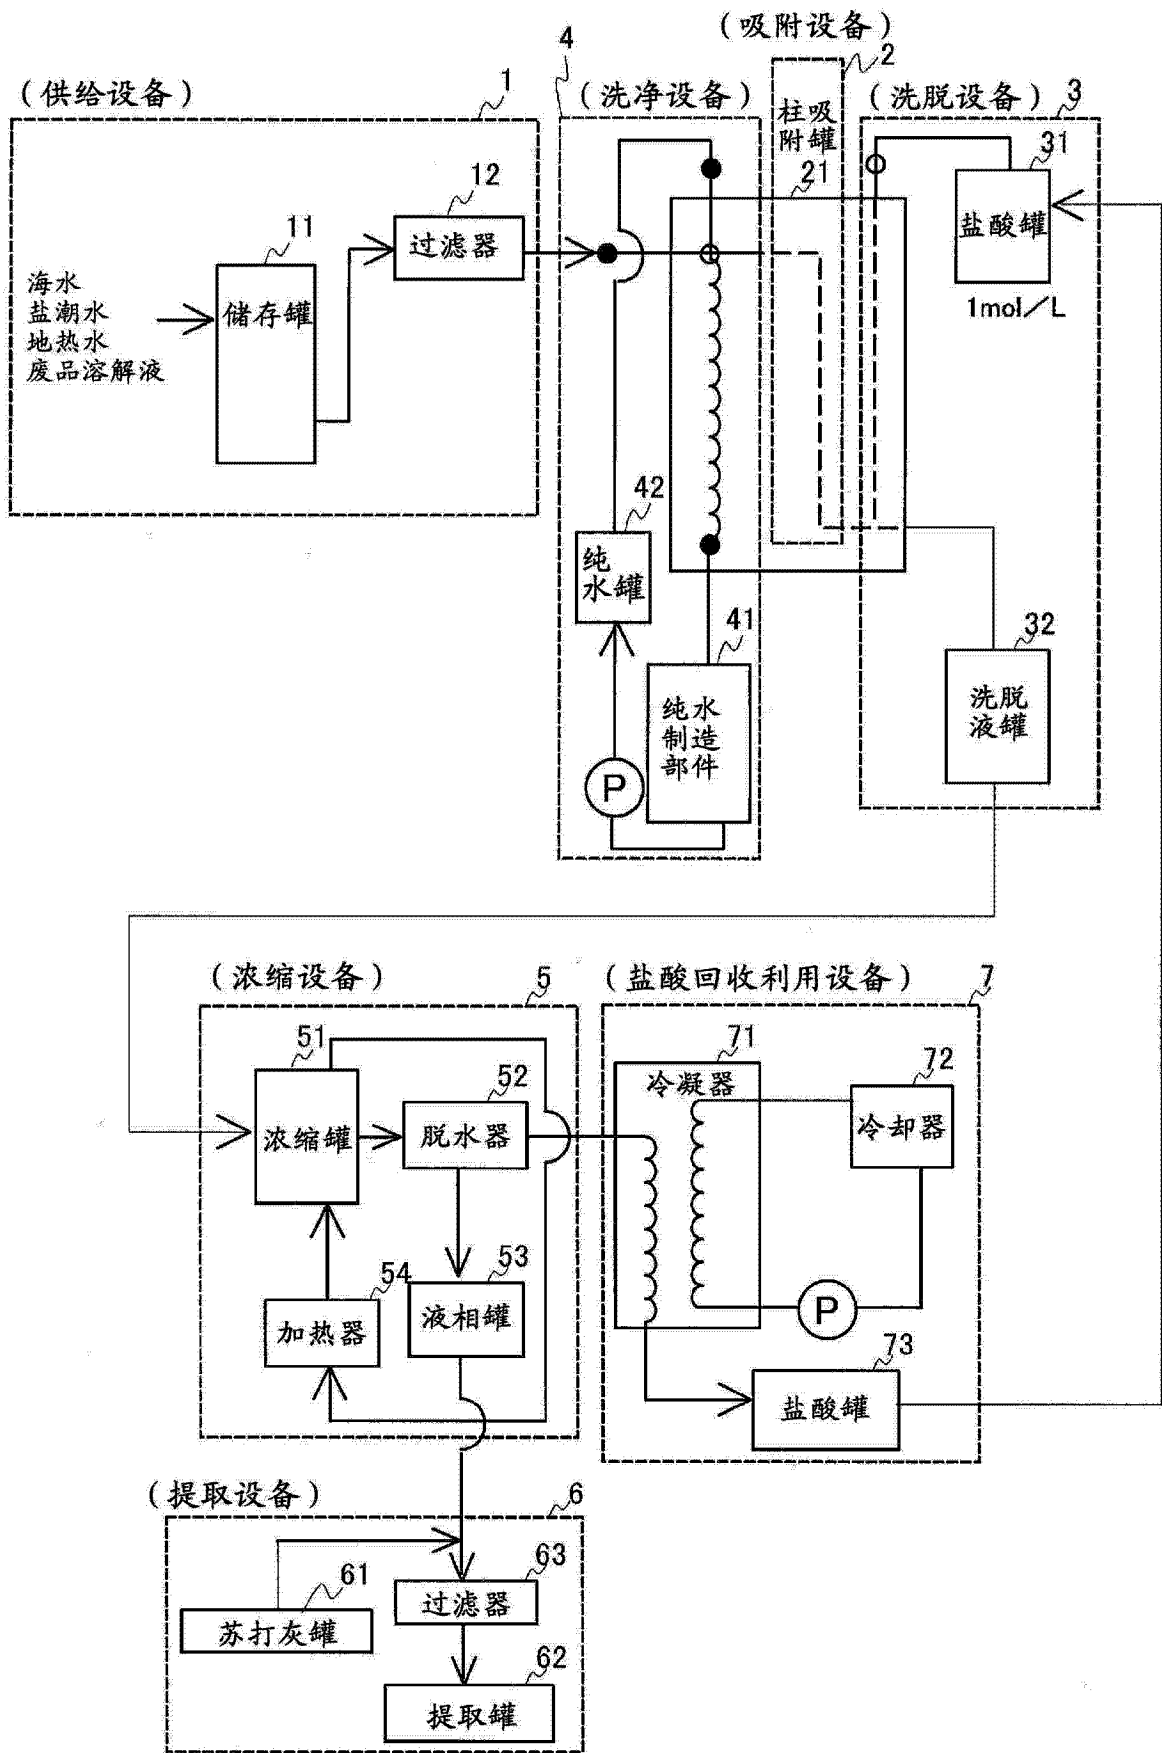 (吸附设备)
4
2
(供给设备)
1
(洗净设备)
(洗脱设备)
3
柱吸
附罐
31
12
21
盐酸罐
过滤器
11
海水
盐潮水
地热水
废品溶解液
储存罐
1mol/L
42
纯
水罐
41
32
纯水
制造
部件
洗脱
液罐
P
(浓缩设备)
5
(盐酸回收利用设备)
7
51
71
冷凝器
72
52
浓缩罐
脱水器
冷却器
53
54
液相罐
加热器
P
73
盐酸罐
(提取设备)
6
63
61
过滤器
苏打灰罐
62
提取罐